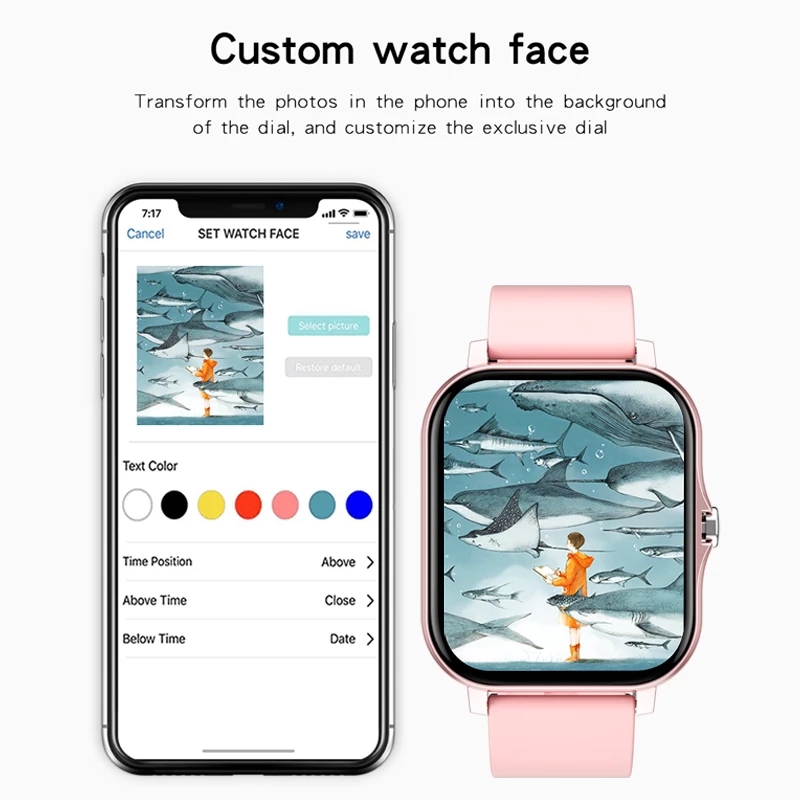 Custom watch face
Transform the photos in the phone into the background
of the dial, and customize the exclusive dial
7:17
Cancel SET WATCH FACE save
Select picture
Restore default
Text Color
Time Position Above
Above Time Close
Below Time Date